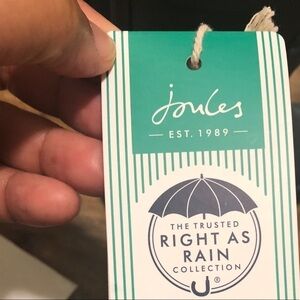 Joules
— EST. 1989 —
THE TRUSTED
RIGHT AS
RAIN
COLLECTION
®